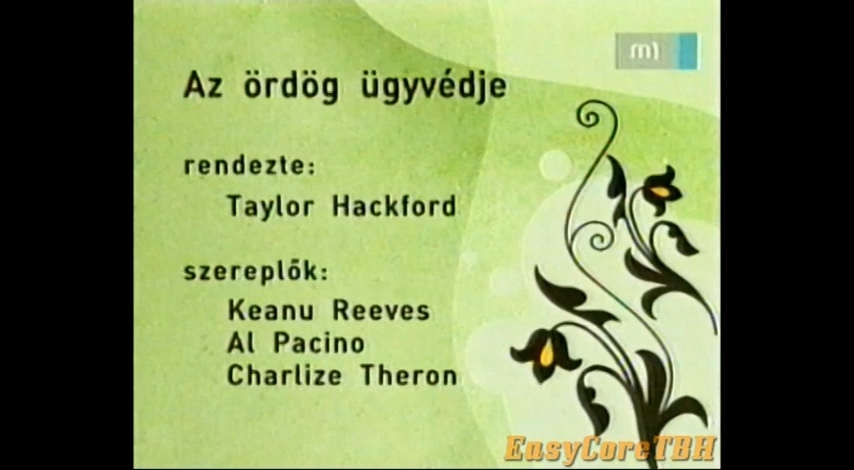 m1
Az ördög ügyvédje
rendezte:
Taylor Hackford
szereplők:
Keanu Reeves
Al Pacino
Charlize Theron
EasyCoreTBH